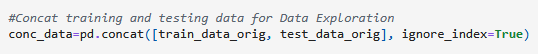 #Concat training and testing data for Data Exploration
conc_data=pd.concat([train_data_orig, test_data_orig], ignore_index=True)